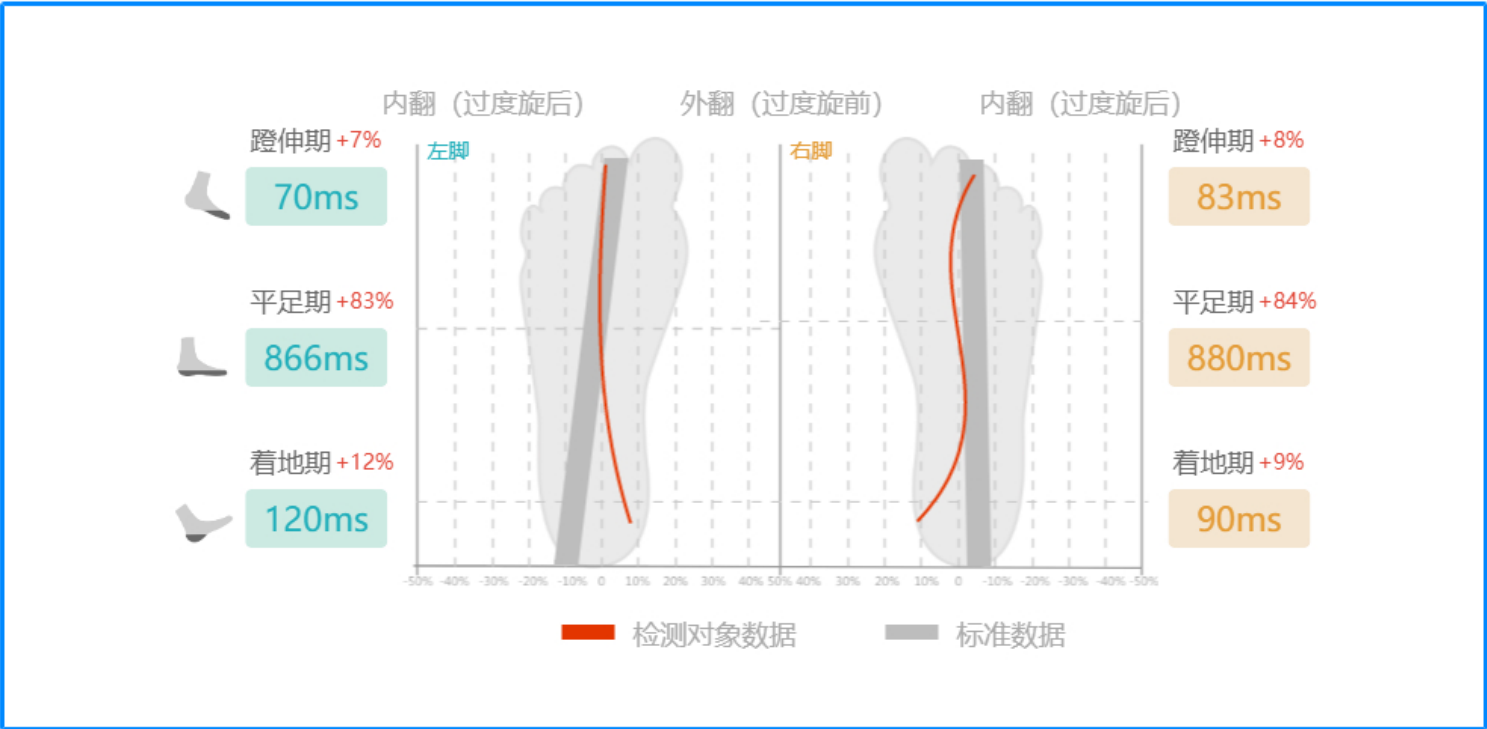 内翻（过度旋后） 外翻（过度旋前） 内翻（过度旋后）
蹬伸期 +7%
70ms
平足期 +83%
866ms
着地期 +12%
120ms
左脚
右脚
蹬伸期 +8%
83ms
平足期 +84%
880ms
着地期 +9%
90ms
-50% -40% -30% -20% -10% 0 10% 20% 30% 40% 50% 40% 30% 20% 10% 0 -10% -20% -30% -40% -50%
检测对象数据 标准数据